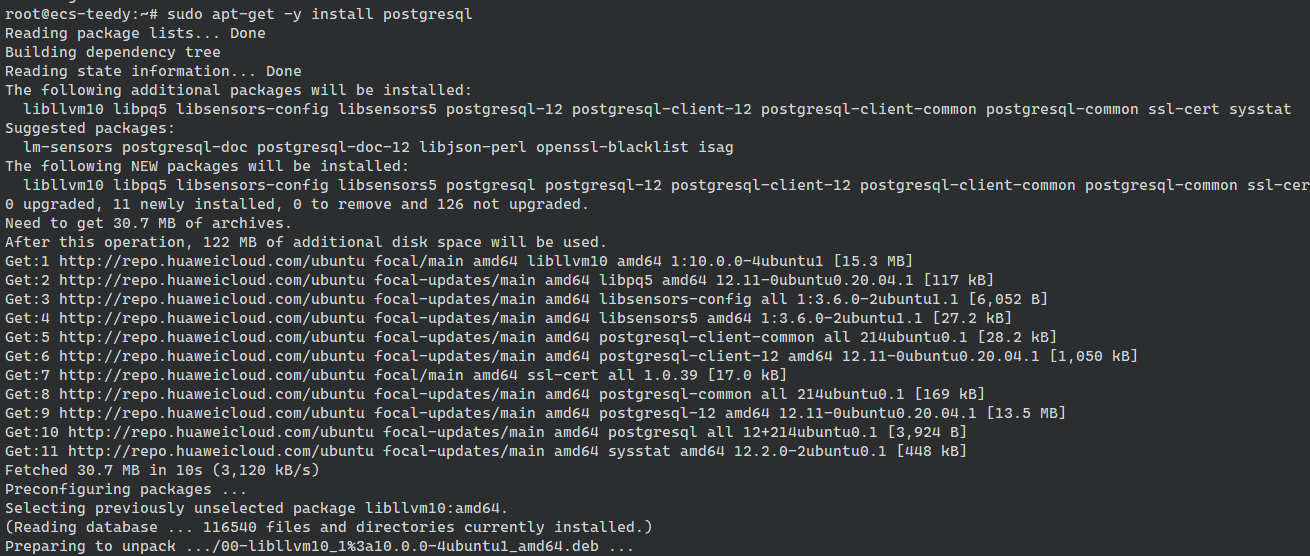 root@ecs-teedy:~# sudo apt-get -y install postgresql
Reading package lists... Done
Building dependency tree
Reading state information... Done
The following additional packages will be installed:
  libllvm10 libpq5 libsensors-config libsensors5 postgresql-12 postgresql-client-12 postgresql-client-common postgresql-common ssl-cert sysstat
Suggested packages:
  lm-sensors postgresql-doc postgresql-doc-12 libjson-perl openssl-blacklist isag
The following NEW packages will be installed:
  libllvm10 libpq5 libsensors-config libsensors5 postgresql postgresql-12 postgresql-client-12 postgresql-client-common postgresql-common ssl-cer
0 upgraded, 11 newly installed, 0 to remove and 126 not upgraded.
Need to get 30.7 MB of archives.
After this operation, 122 MB of additional disk space will be used.
Get:1 http://repo.huaweicloud.com/ubuntu focal/main amd64 libllvm10 amd64 1:10.0.0-4ubuntu1 [15.3 MB]
Get:2 http://repo.huaweicloud.com/ubuntu focal-updates/main amd64 libpq5 amd64 12.11-0ubuntu0.20.04.1 [117 kB]
Get:3 http://repo.huaweicloud.com/ubuntu focal-updates/main amd64 libsensors-config all 1:3.6.0-2ubuntu1.1 [6,052 B]
Get:4 http://repo.huaweicloud.com/ubuntu focal-updates/main amd64 libsensors5 amd64 1:3.6.0-2ubuntu1.1 [27.2 kB]
Get:5 http://repo.huaweicloud.com/ubuntu focal-updates/main amd64 postgresql-client-common all 214ubuntu0.1 [28.2 kB]
Get:6 http://repo.huaweicloud.com/ubuntu focal-updates/main amd64 postgresql-client-12 amd64 12.11-0ubuntu0.20.04.1 [1,050 kB]
Get:7 http://repo.huaweicloud.com/ubuntu focal/main amd64 ssl-cert all 1.0.39 [17.0 kB]
Get:8 http://repo.huaweicloud.com/ubuntu focal-updates/main amd64 postgresql-common all 214ubuntu0.1 [169 kB]
Get:9 http://repo.huaweicloud.com/ubuntu focal-updates/main amd64 postgresql-12 amd64 12.11-0ubuntu0.20.04.1 [13.5 MB]
Get:10 http://repo.huaweicloud.com/ubuntu focal-updates/main amd64 postgresql all 12+214ubuntu0.1 [3,924 B]
Get:11 http://repo.huaweicloud.com/ubuntu focal-updates/main amd64 sysstat amd64 12.2.0-2ubuntu0.1 [448 kB]
Fetched 30.7 MB in 10s (3,120 kB/s)
Preconfiguring packages ...
Selecting previously unselected package libllvm10:amd64.
(Reading database ... 116540 files and directories currently installed.)
Preparing to unpack .../00-libllvm10_1%3a10.0.0-4ubuntu1_amd64.deb ...